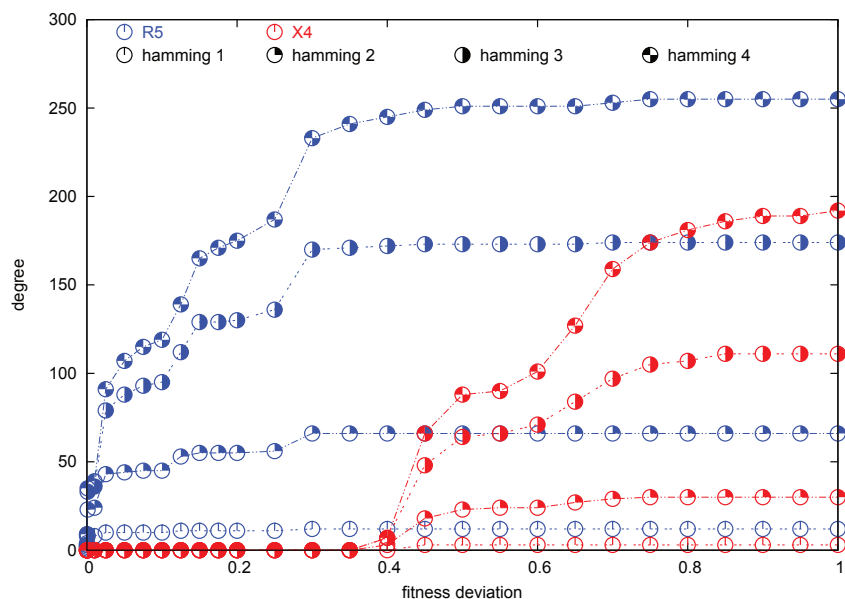 300
R5 X4
hamming 1 hamming 2 hamming 3 hamming 4
250
200
150
100
50
0
degree
0 0.2 0.4 0.6 0.8 1
fitness deviation